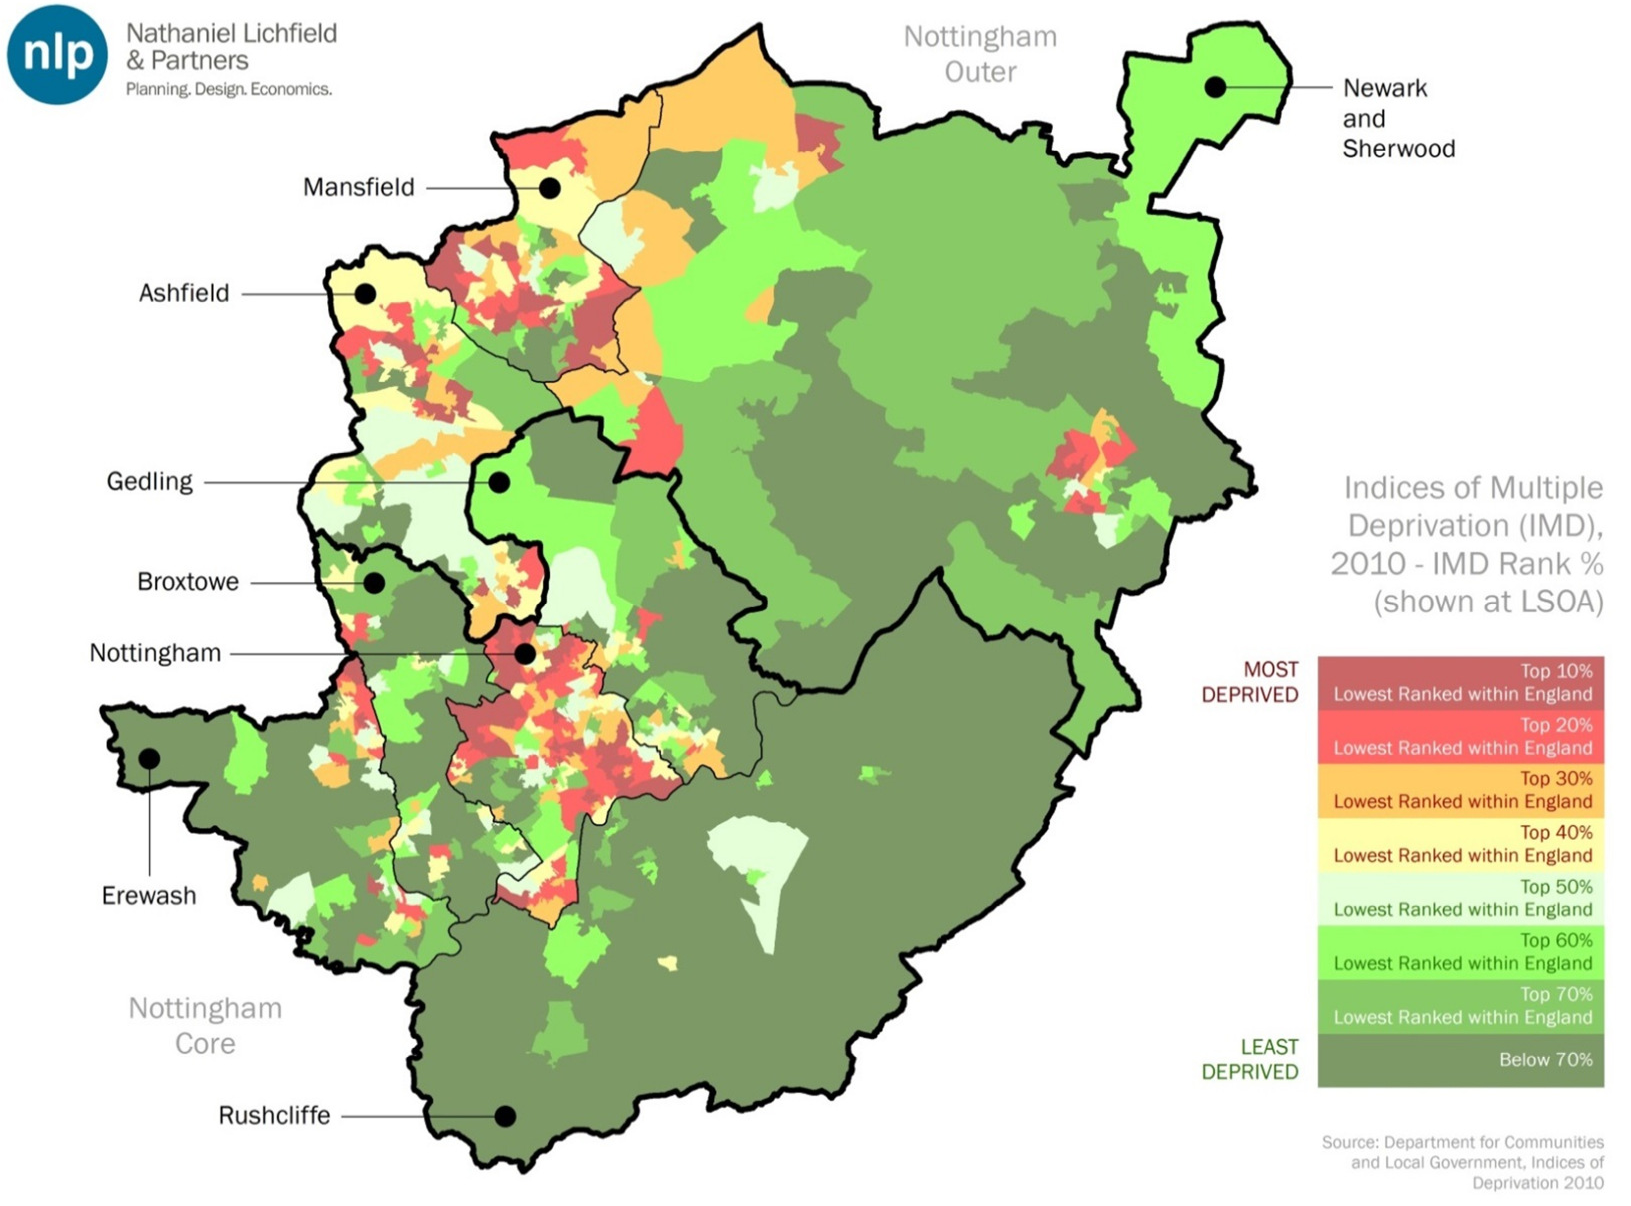 nlp
Nathaniel Lichfield
& Partners
Planning. Design. Economics.
Nottingham
Outer
Newark
and
Sherwood
Mansfield
Ashfield
Gedling
Broxtowe
Nottingham
Erewash
Nottingham
Core
Rushcliffe
Indices of Multiple
Deprivation (IMD),
2010 - IMD Rank %
(shown at LSOA)
MOST
DEPRIVED
Top 10%
Lowest Ranked within England
Top 20%
Lowest Ranked within England
Top 30%
Lowest Ranked within England
Top 40%
Lowest Ranked within England
Top 50%
Lowest Ranked within England
Top 60%
Lowest Ranked within England
Top 70%
Lowest Ranked within England
LEAST
DEPRIVED
Below 70%
Source: Department for Communities
and Local Government, Indices of
Deprivation 2010